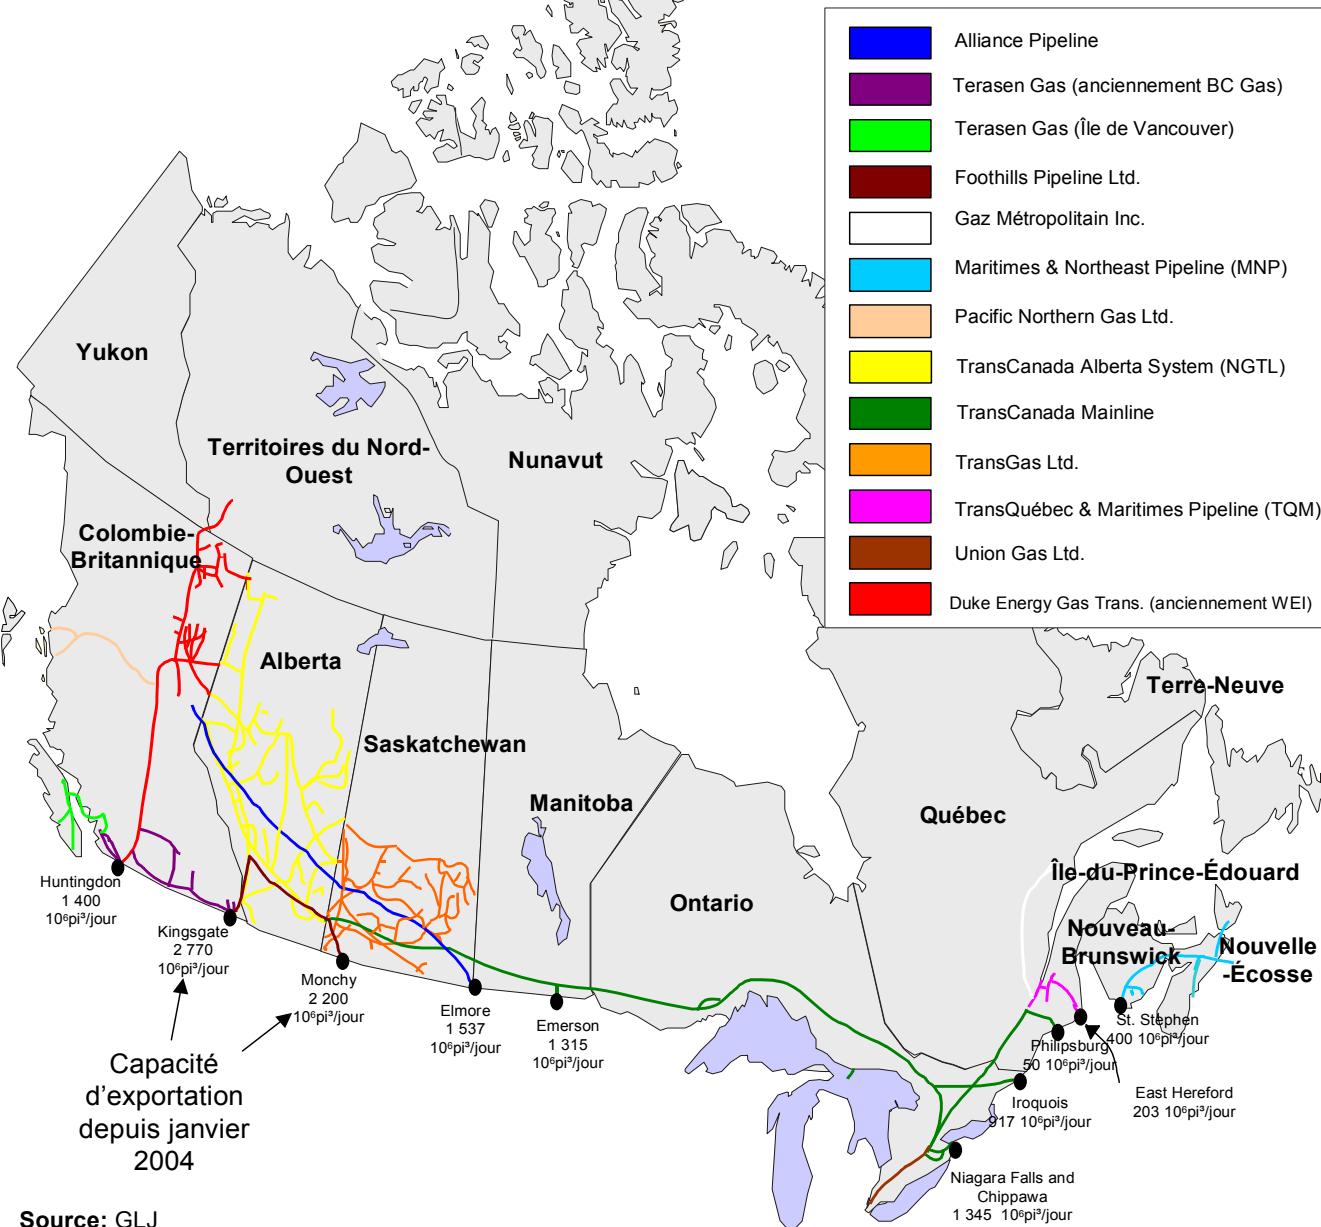 Alliance Pipeline
Terasen Gas (anciennement BC Gas)
Terasen Gas (Île de Vancouver)
Foothills Pipeline Ltd.
Gaz Métropolitain Inc.
Maritimes & Northeast Pipeline (MNP)
Pacific Northern Gas Ltd.
TransCanada Alberta System (NGTL)
TransCanada Mainline
TransGas Ltd.
TransQuébec & Maritimes Pipeline (TQM)
Union Gas Ltd.
Duke Energy Gas Trans. (anciennement WEI)
Yukon
Territoires du Nord-
Ouest
Nunavut
Colombie-
Britannique
Alberta
Saskatchewan
Manitoba
Ontario
Québec
Terre-Neuve
Île-du-Prince-Édouard
Nouveau-
Brunswick
Nouvelle
-Écosse
Huntingdon
1 400
10⁶pi³/jour
Kingsgate
2 770
10⁶pi³/jour
Monchy
2 200
10⁶pi³/jour
Elmore
1 537
10⁶pi³/jour
Emerson
1 315
10⁶pi³/jour
St. Stephen
400 10⁶pi³/jour
Philipsburg
50 10⁶pi³/jour
East Hereford
203 10⁶pi³/jour
Iroquois
917 10⁶pi³/jour
Niagara Falls and
Chippawa
1 345 10⁶pi³/jour
Capacité
d'exportation
depuis janvier
2004
Source: GLJ